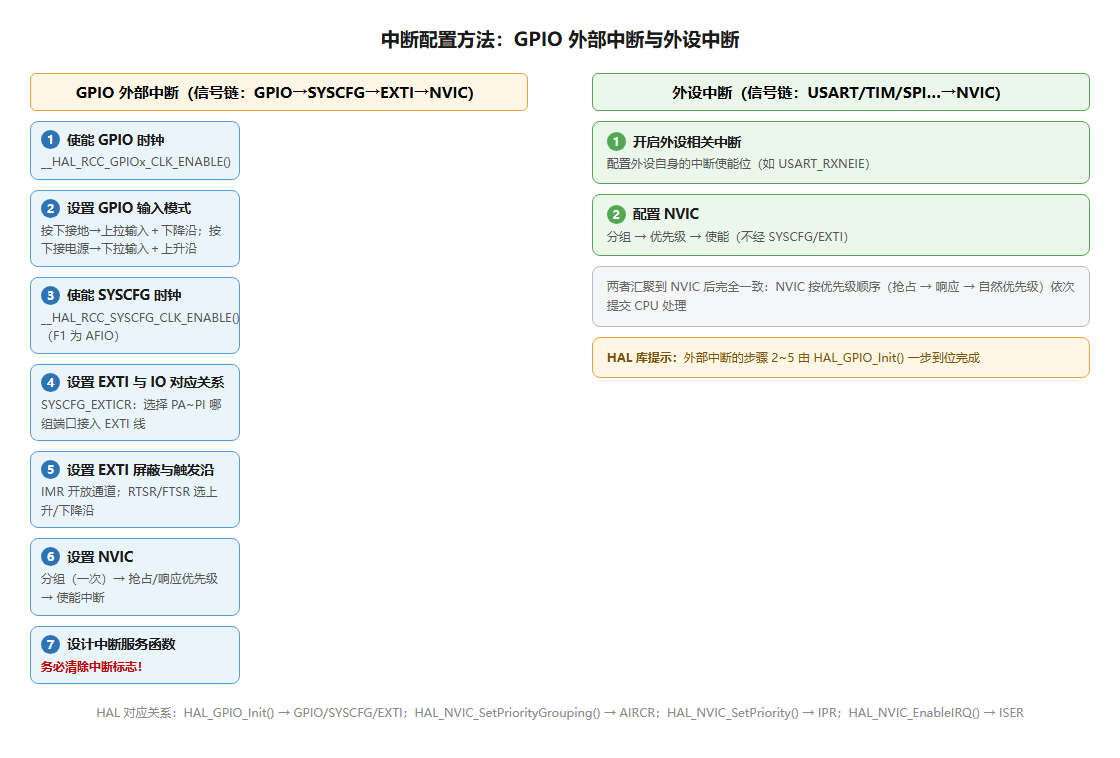 中断配置方法：GPIO 外部中断与外设中断
GPIO 外部中断（信号链：GPIO→SYSCFG→EXTI→NVIC）
1 使能 GPIO 时钟
__HAL_RCC_GPIOx_CLK_ENABLE()
2 设置 GPIO 输入模式
按下接地→上拉输入 + 下降沿；按
下接电源→下拉输入 + 上升沿
3 使能 SYSCFG 时钟
__HAL_RCC_SYSCFG_CLK_ENABLE()
（F1 为 AFIO）
4 设置 EXTI 与 IO 对应关系
SYSCFG_EXTICR：选择 PA~PI 哪
组端口接入 EXTI 线
5 设置 EXTI 屏蔽与触发沿
IMR 开放通道；RTSR/FTSR 选上
升/下降沿
6 设置 NVIC
分组（一次）→ 抢占/响应优先级
→ 使能中断
7 设计中断服务函数
务必清除中断标志！
外设中断（信号链：USART/TIM/SPI…→NVIC）
1 开启外设相关中断
配置外设自身的中断使能位（如 USART_RXNEIE）
2 配置 NVIC
分组 → 优先级 → 使能（不经 SYSCFG/EXTI）
两者汇聚到 NVIC 后完全一致：NVIC 按优先级顺序（抢占 → 响应 → 自然优先级）依次
提交 CPU 处理
HAL 库提示：外部中断的步骤 2~5 由 HAL_GPIO_Init() 一步到位完成
HAL 对应关系：HAL_GPIO_Init() → GPIO/SYSCFG/EXTI；HAL_NVIC_SetPriorityGrouping() → AIRCR；HAL_NVIC_SetPriority() → IPR；HAL_NVIC_EnableIRQ() → ISER